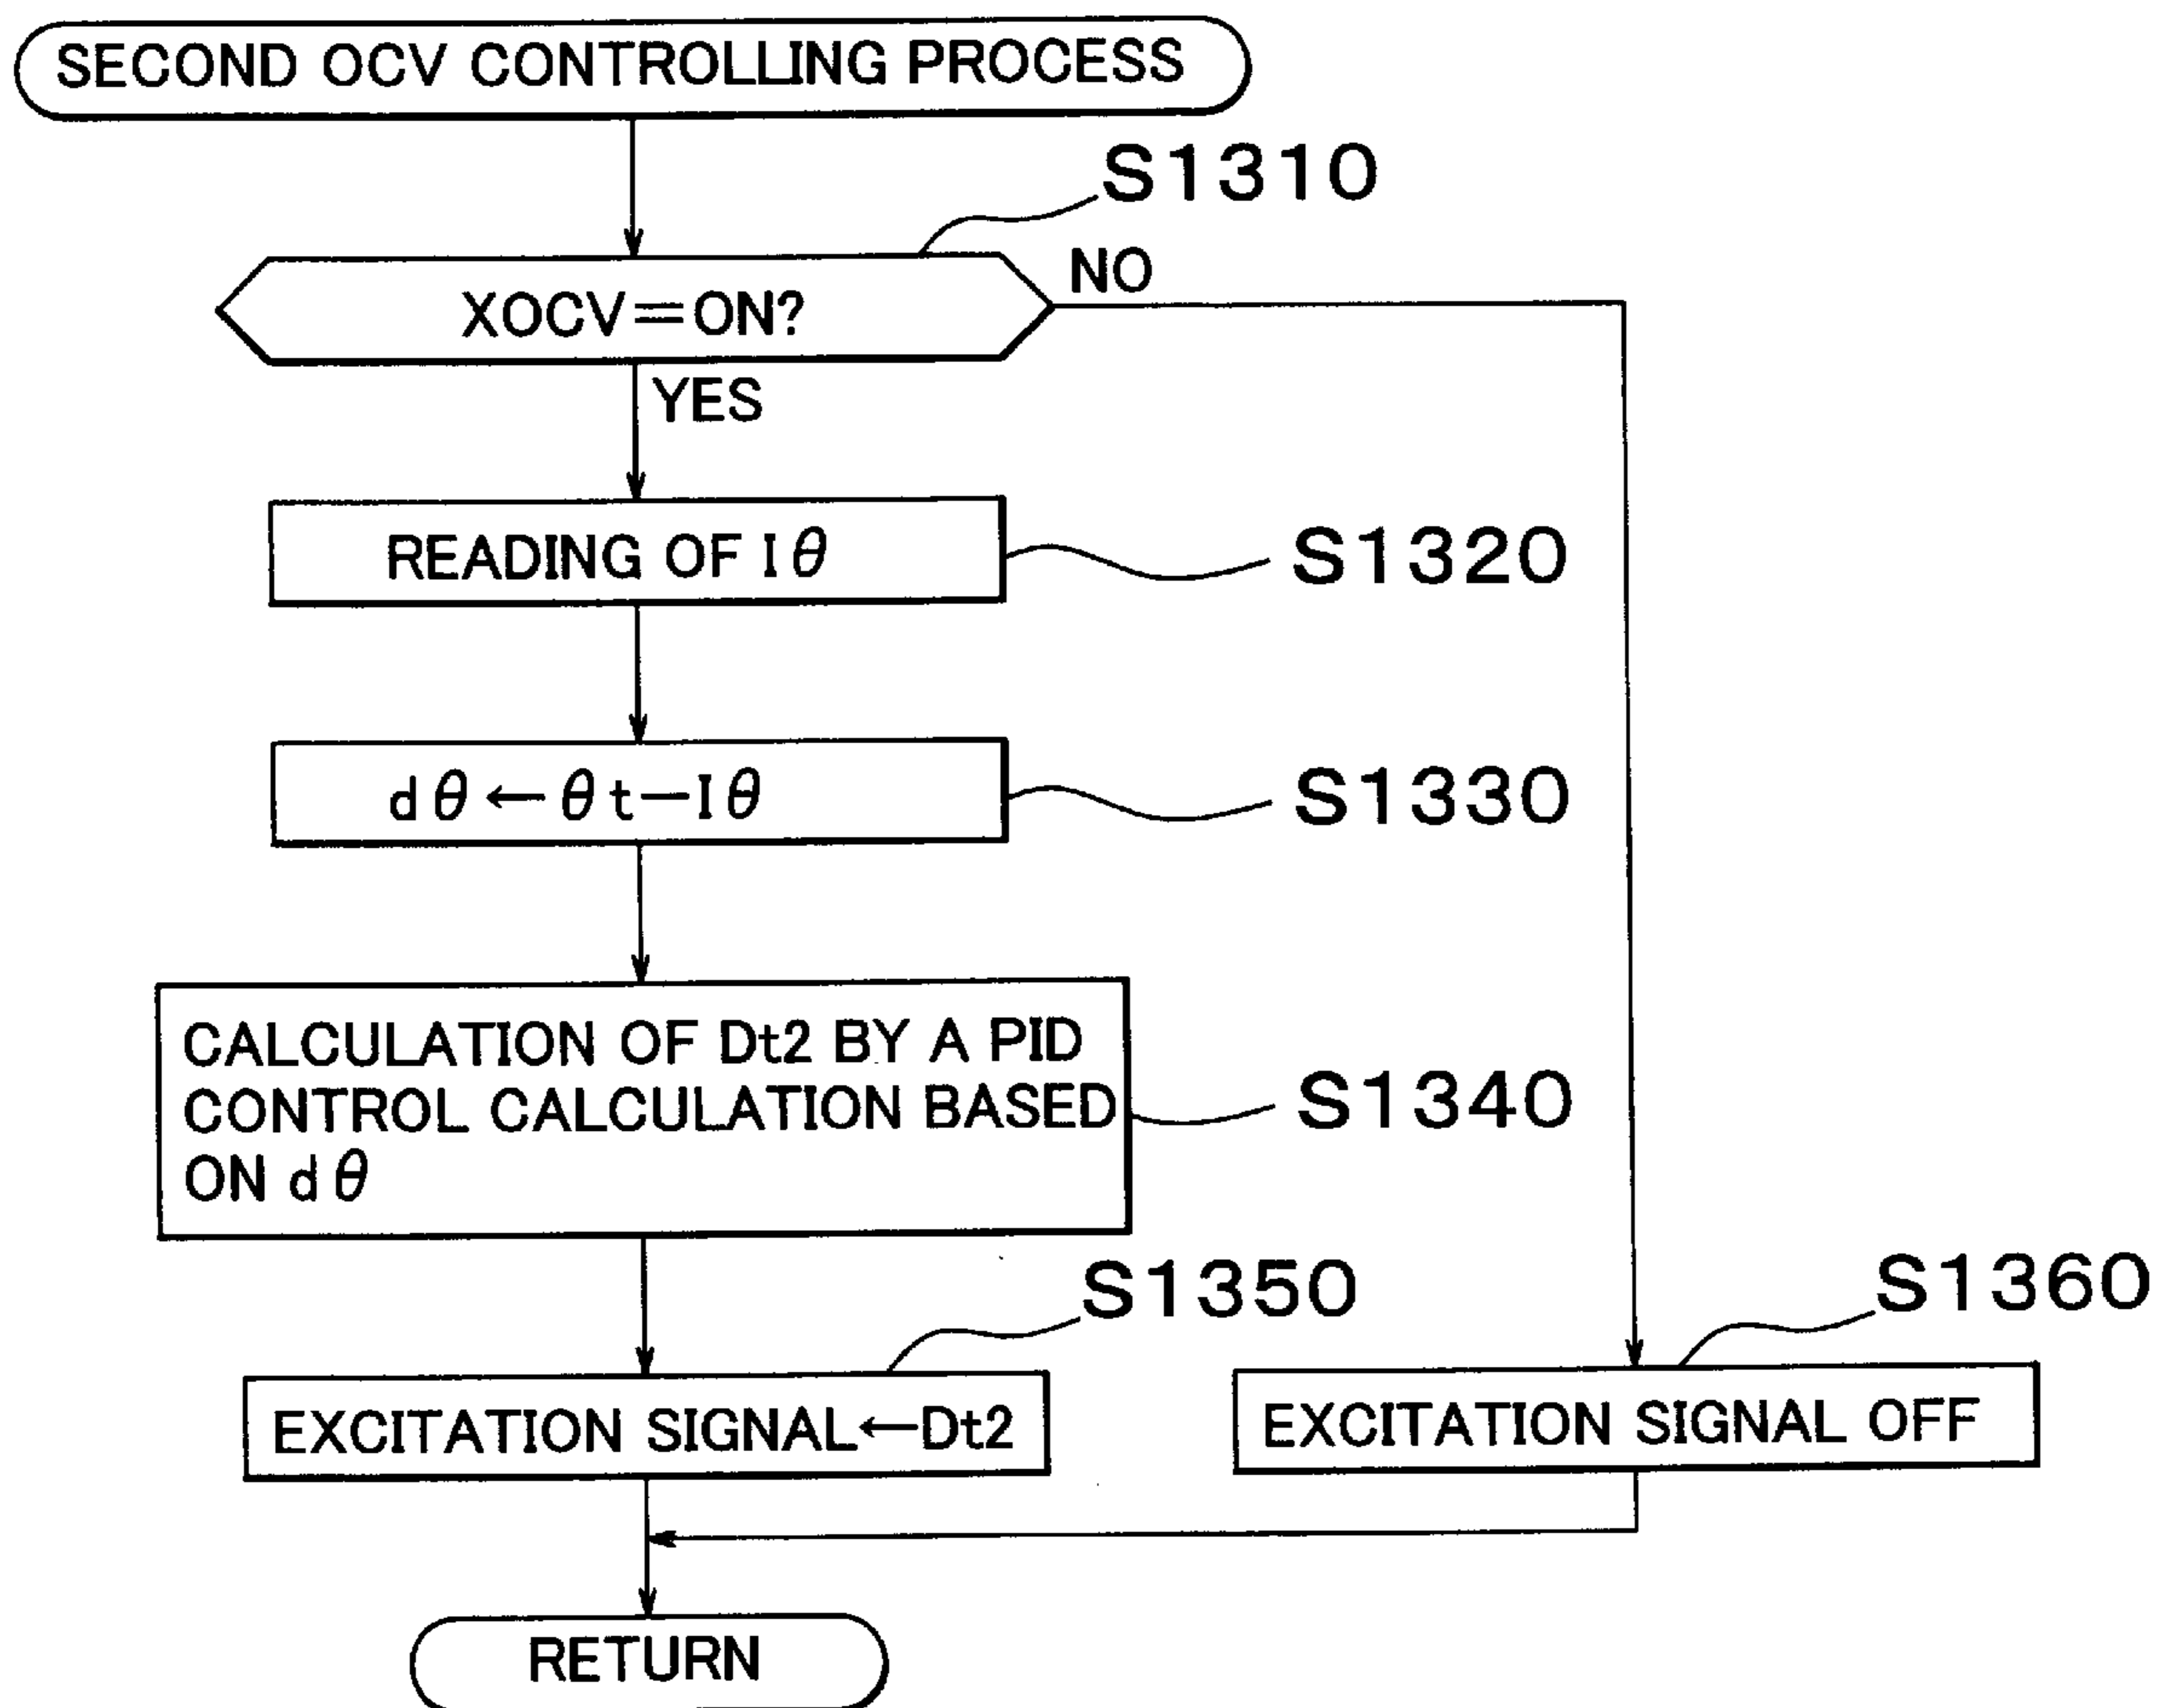 SECOND OCV CONTROLLING PROCESS
S1310
XOCV=ON?
NO
YES
READING OF Iθ
S1320
dθ←θt−Iθ
S1330
CALCULATION OF Dt2 BY A PID
CONTROL CALCULATION BASED
ON dθ
S1340
S1350
EXCITATION SIGNAL←Dt2
S1360
EXCITATION SIGNAL OFF
RETURN